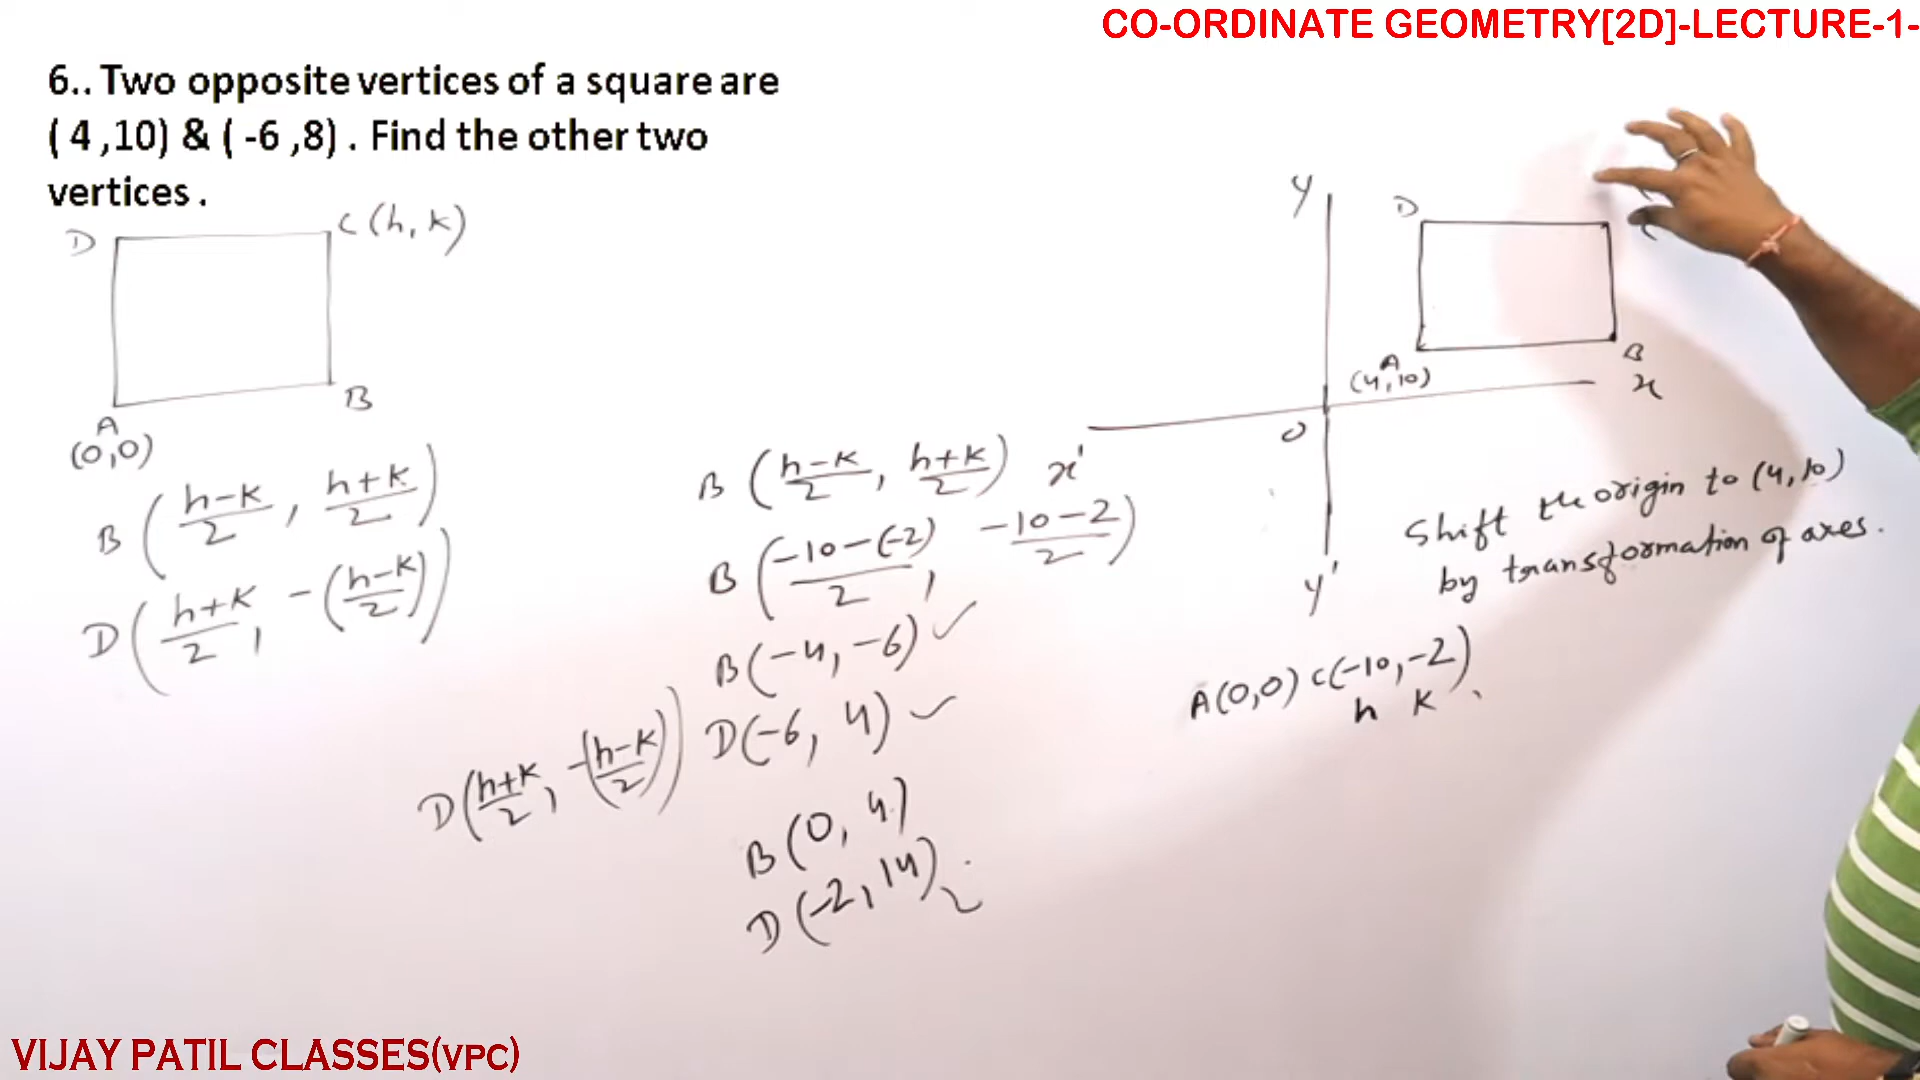 CO-ORDINATE GEOMETRY[2D]-LECTURE-1-
6.. Two opposite vertices of a square are
( 4 ,10) & ( -6 ,8) . Find the other two
vertices .
D
C (h, k)
A
(0,0)
B
B ( h-k/2 , h+k/2 )
D ( h+k/2 , -(h-k/2) )
B ( h-k/2 , h+k/2 )
B ( -10-(-2)/2 , -10-2/2 )
B (-4, -6) ✓
D ( h+k/2 , -(h-k/2) )
D (-6, 4) ✓
B (0, 4)
D (-2, 14)
y
D
A
(4,10)
B
x
O
x'
y'
Shift the origin to (4,10)
by transformation of axes.
A(0,0) C(-10,-2)
h k
VIJAY PATIL CLASSES(VPC)